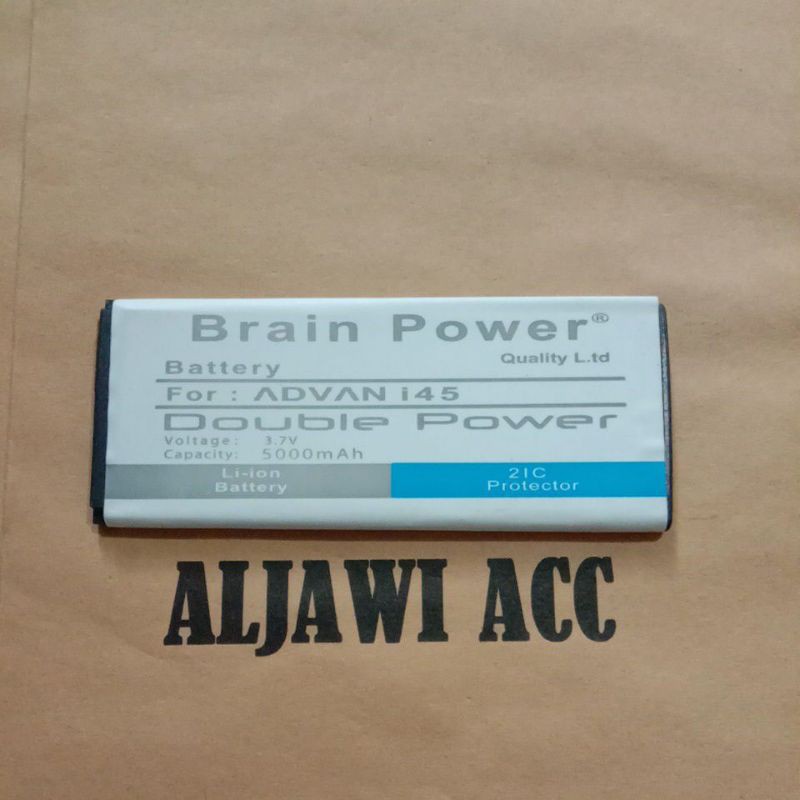 Brain Power®
Quality L.td
Battery
For : ADVAN i45
Double Power
Voltage: 3.7V
Capacity: 5000mAh
Li-ion
Battery
2IC
Protector
ALJAWI ACC